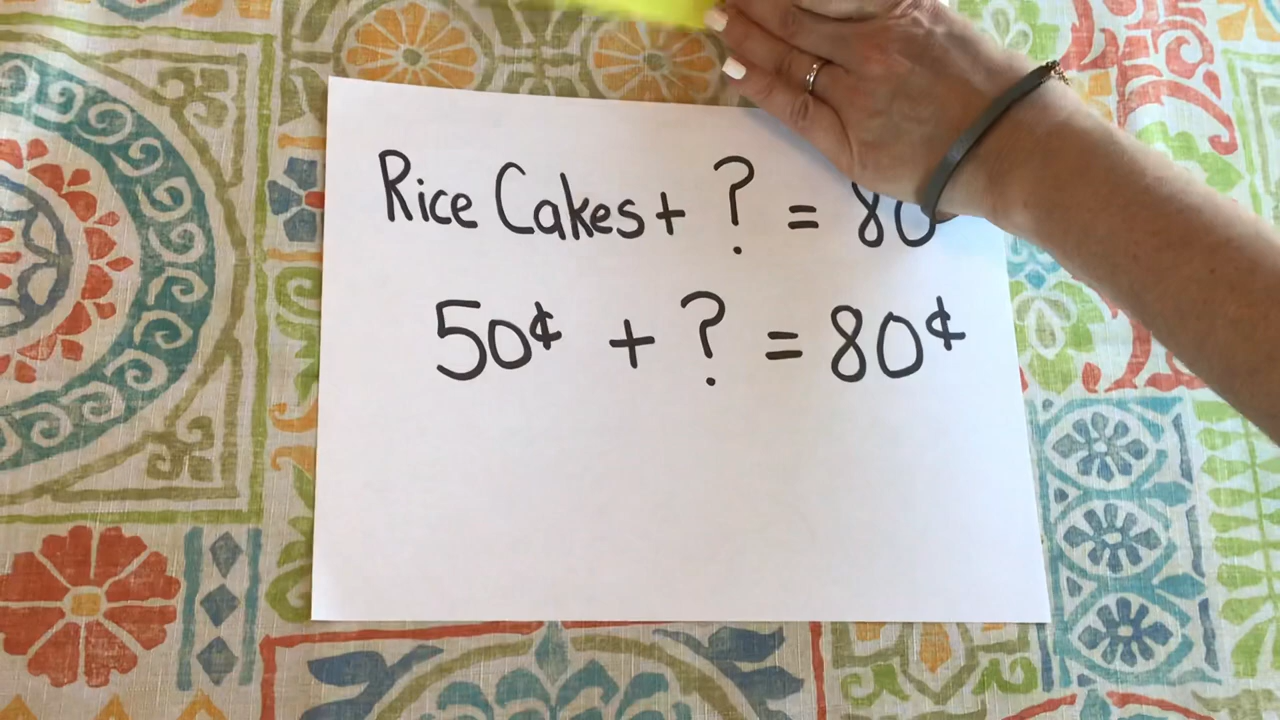 Rice Cakes + ? = 80
50¢ + ? = 80¢